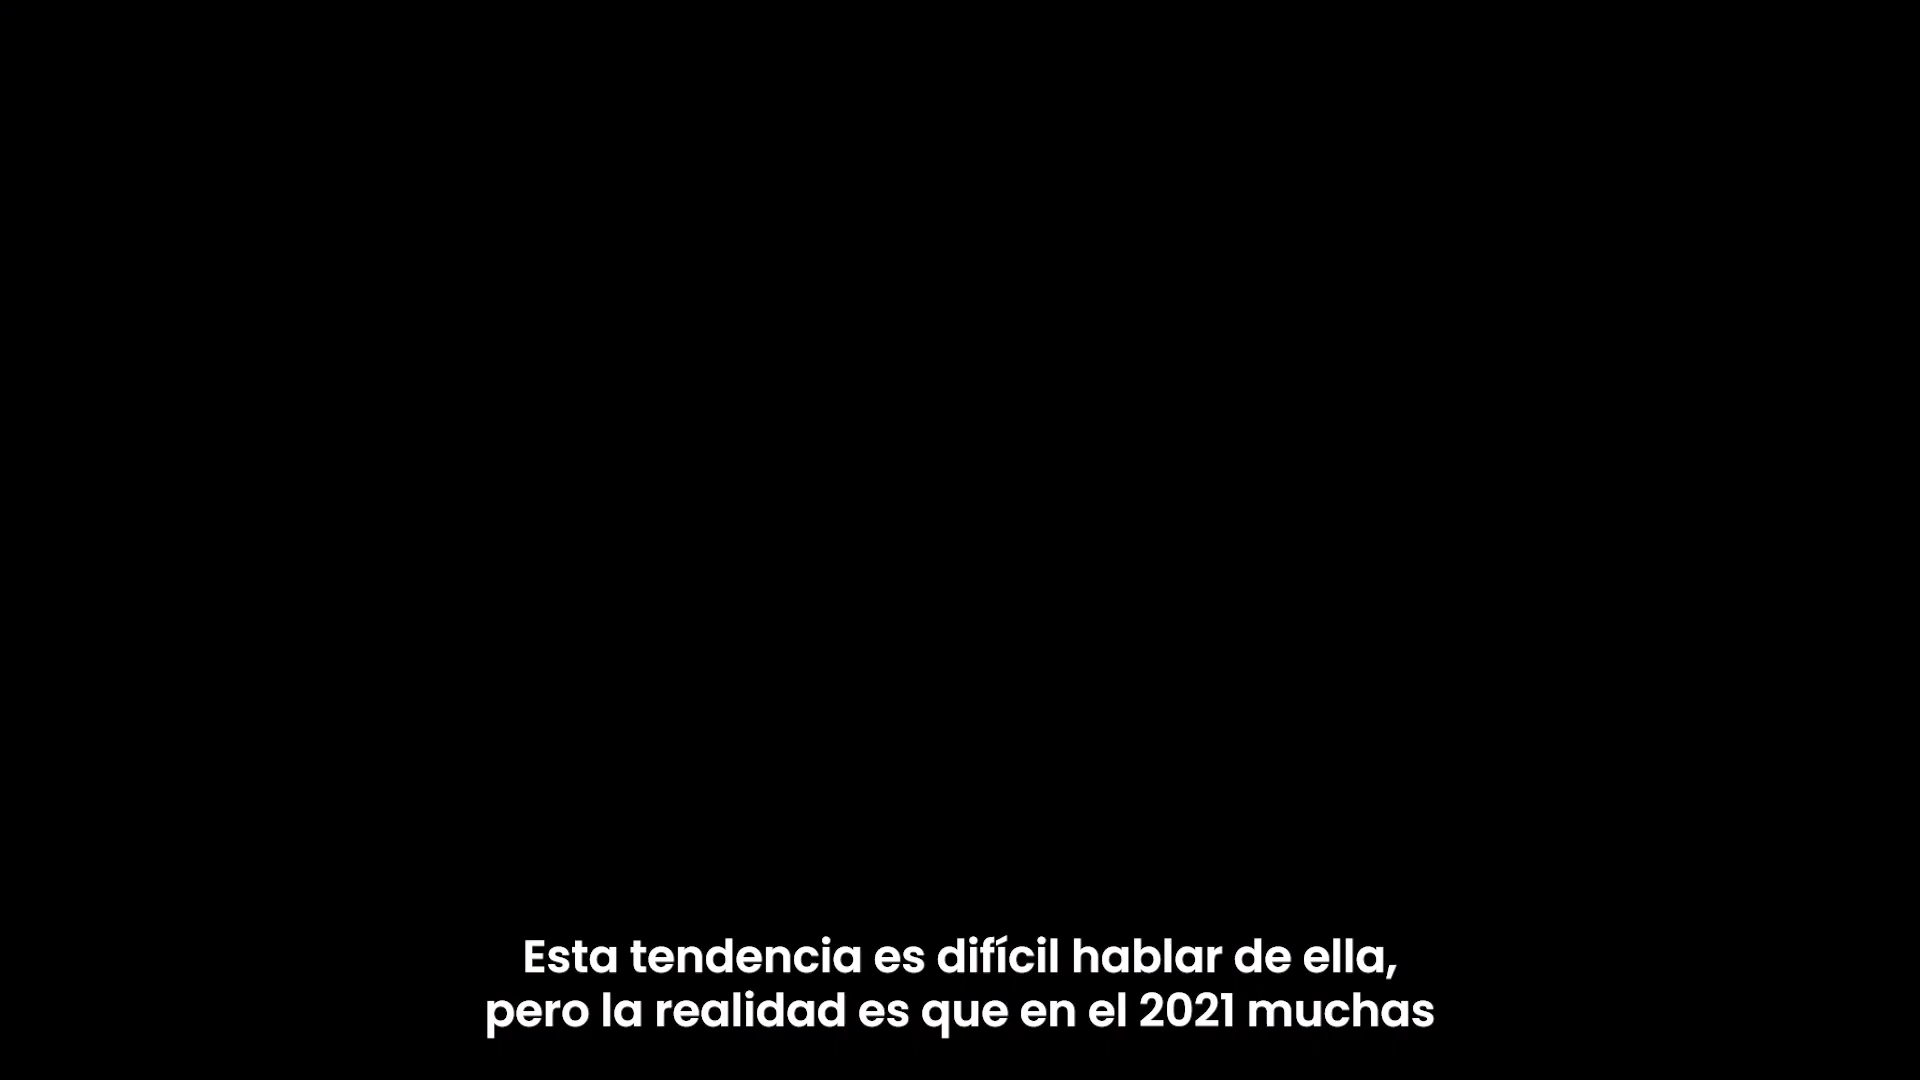 Esta tendencia es difícil hablar de ella,
pero la realidad es que en el 2021 muchas